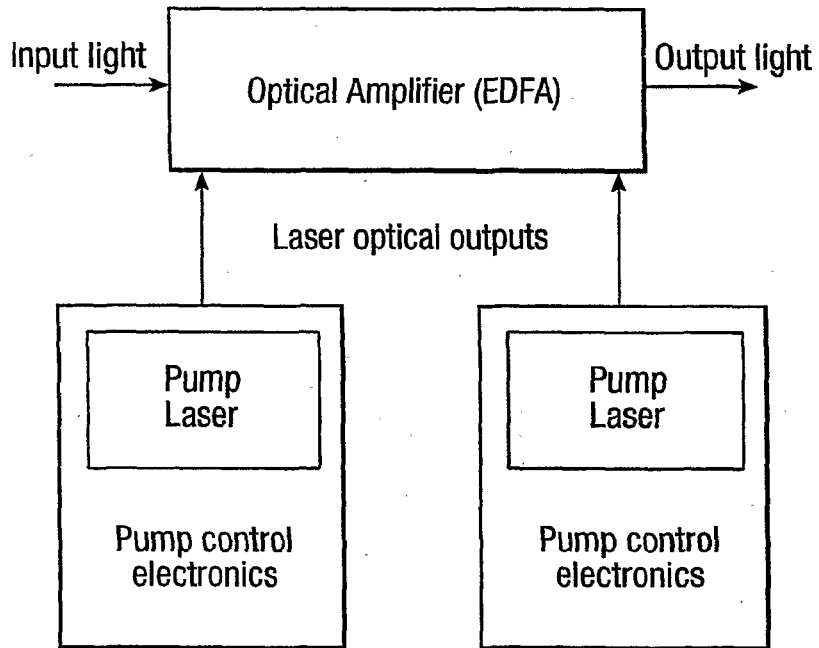 Input light
Optical Amplifier (EDFA)
Output light
Laser optical outputs
Pump
Laser
Pump control
electronics
Pump
Laser
Pump control
electronics